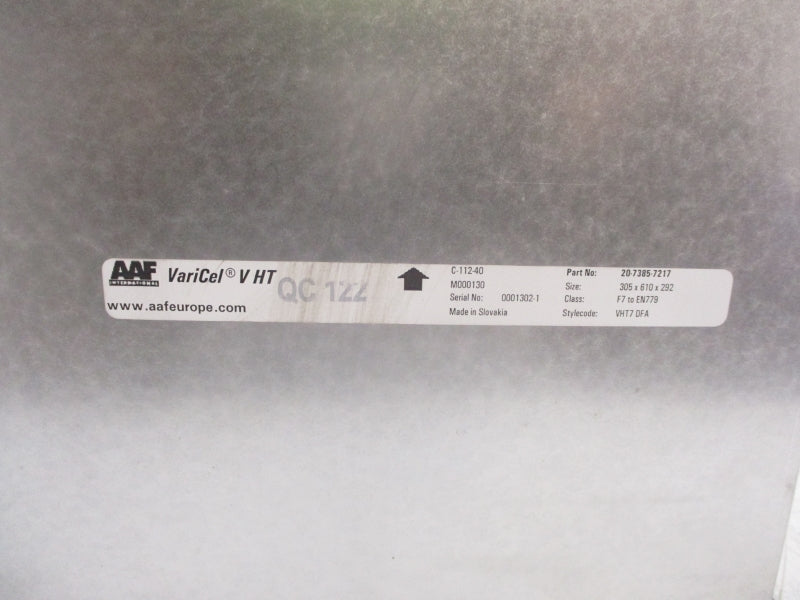 AAF
INTERNATIONAL
VariCel® V HT
www.aafeurope.com
QC 122
C-112-40
M000130
Serial No: 0001302-1
Made in Slovakia
Part No: 20-7385-7217
Size: 305 x 610 x 292
Class: F7 to EN779
Stylecode: VHT7 DFA